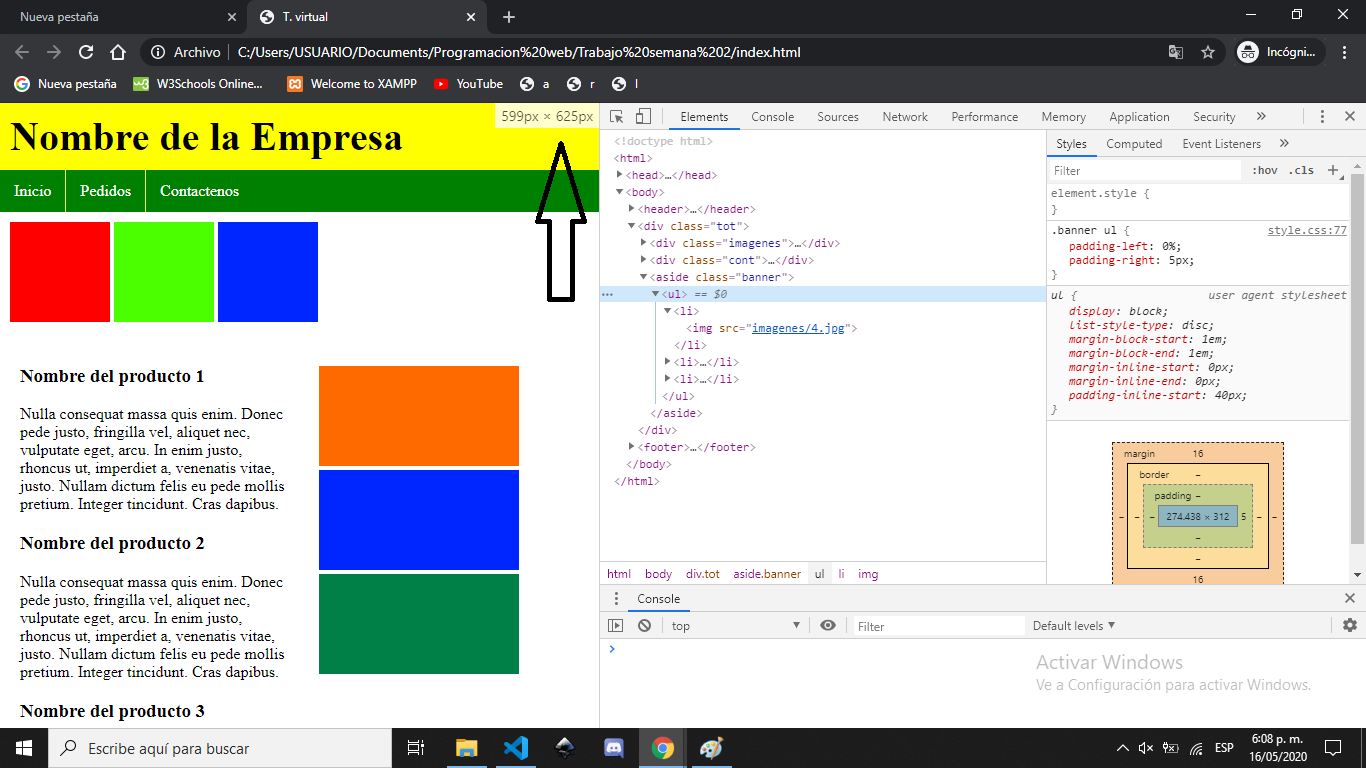 Nueva pestaña
T. virtual
Archivo
C:/Users/USUARIO/Documents/Programacion%20web/Trabajo%20semana%202/index.html
Incógni...
Nueva pestaña
W3Schools Online...
Welcome to XAMPP
YouTube
a
r
l
599px × 625px
Nombre de la Empresa
Inicio
Pedidos
Contactenos
Nombre del producto 1
Nulla consequat massa quis enim. Donec
pede justo, fringilla vel, aliquet nec,
vulputate eget, arcu. In enim justo,
rhoncus ut, imperdiet a, venenatis vitae,
justo. Nullam dictum felis eu pede mollis
pretium. Integer tincidunt. Cras dapibus.
Nombre del producto 2
Nulla consequat massa quis enim. Donec
pede justo, fringilla vel, aliquet nec,
vulputate eget, arcu. In enim justo,
rhoncus ut, imperdiet a, venenatis vitae,
justo. Nullam dictum felis eu pede mollis
pretium. Integer tincidunt. Cras dapibus.
Nombre del producto 3
Elements Console Sources Network Performance Memory Application Security »
<!doctype html>
<html>
<head>…</head>
<body>
<header>…</header>
<div class="tot">
<div class="imagenes">…</div>
<div class="cont">…</div>
<aside class="banner">
… <ul> == $0
<li>
<img src="imagenes/4.jpg">
</li>
<li>…</li>
<li>…</li>
</ul>
</aside>
</div>
<footer>…</footer>
</body>
</html>
html body div.tot aside.banner ul li img
Styles Computed Event Listeners »
Filter :hov .cls +
element.style {
}
.banner ul { style.css:77
padding-left: 0%;
padding-right: 5px;
}
ul { user agent stylesheet
display: block;
list-style-type: disc;
margin-block-start: 1em;
margin-block-end: 1em;
margin-inline-start: 0px;
margin-inline-end: 0px;
padding-inline-start: 40px;
}
margin 16
border –
padding –
– – – 274.438 × 312 5 – –
–
–
16
Console
top Filter Default levels
Activar Windows
Ve a Configuración para activar Windows.
Escribe aquí para buscar
ESP
6:08 p. m.
16/05/2020